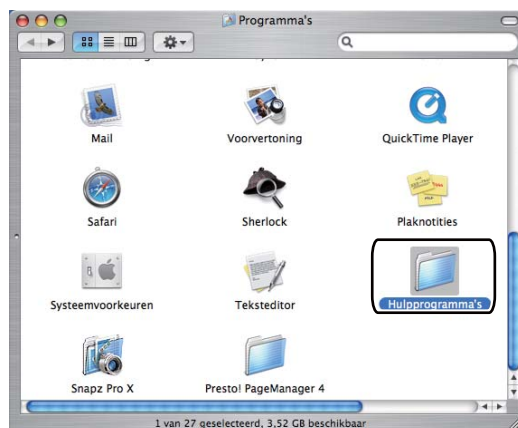 Programma's
Mail
Voorvertoning
QuickTime Player
Safari
Sherlock
Plaknotities
Systeemvoorkeuren
Teksteditor
Hulpprogramma's
Snapz Pro X
Presto! PageManager 4
1 van 27 geselecteerd, 3,52 GB beschikbaar